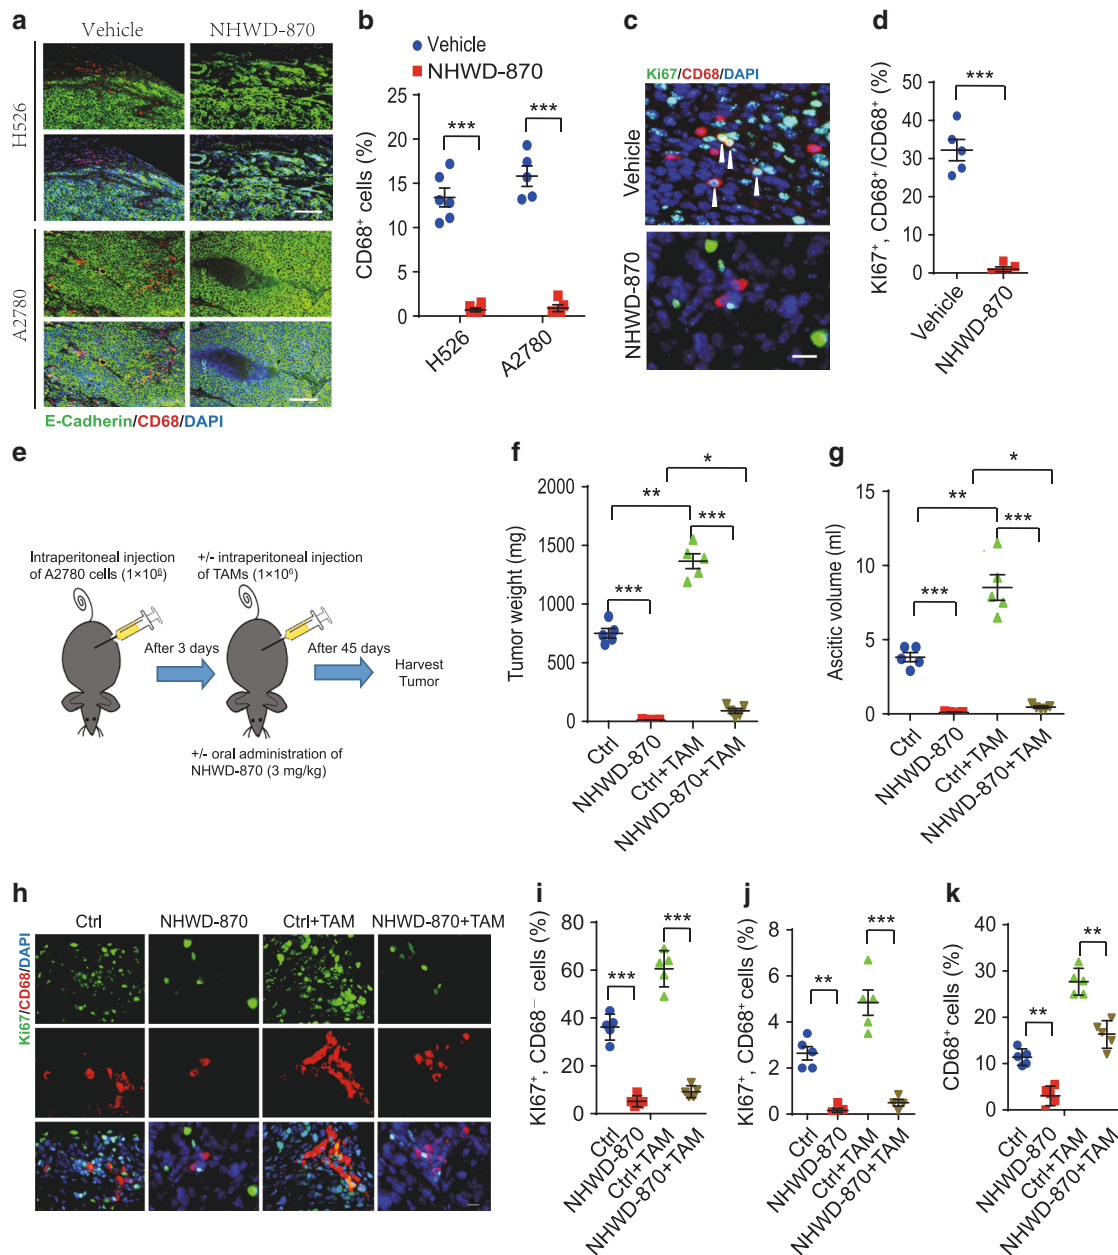 a
Vehicle
NHWD-870
H526
A2780
E-Cadherin/CD68/DAPI
b
Vehicle
NHWD-870
CD68+ cells (%)
25
20
15
10
5
0
***
***
H526
A2780
c
Ki67/CD68/DAPI
Vehicle
NHWD-870
d
KI67+, CD68+/CD68+ (%)
50
40
30
20
10
0
***
Vehicle
NHWD-870
e
Intraperitoneal injection
of A2780 cells (1×10⁶)
+/- intraperitoneal injection
of TAMs (1×10⁶)
After 3 days
After 45 days
Harvest
Tumor
+/- oral administration of
NHWD-870 (3 mg/kg)
f
Tumor weight (mg)
2000
1500
1000
500
0
*
**
***
***
Ctrl
NHWD-870
Ctrl+TAM
NHWD-870+TAM
g
Ascitic volume (ml)
15
10
5
0
*
**
***
***
Ctrl
NHWD-870
Ctrl+TAM
NHWD-870+TAM
h
Ctrl
NHWD-870
Ctrl+TAM
NHWD-870+TAM
Ki67/CD68/DAPI
i
KI67+, CD68− cells (%)
80
60
40
20
0
***
***
Ctrl
NHWD-870
Ctrl+TAM
NHWD-870+TAM
j
KI67+, CD68+ cells (%)
8
6
4
2
0
**
***
Ctrl
NHWD-870
Ctrl+TAM
NHWD-870+TAM
k
CD68+ cells (%)
40
30
20
10
0
**
**
Ctrl
NHWD-870
Ctrl+TAM
NHWD-870+TAM